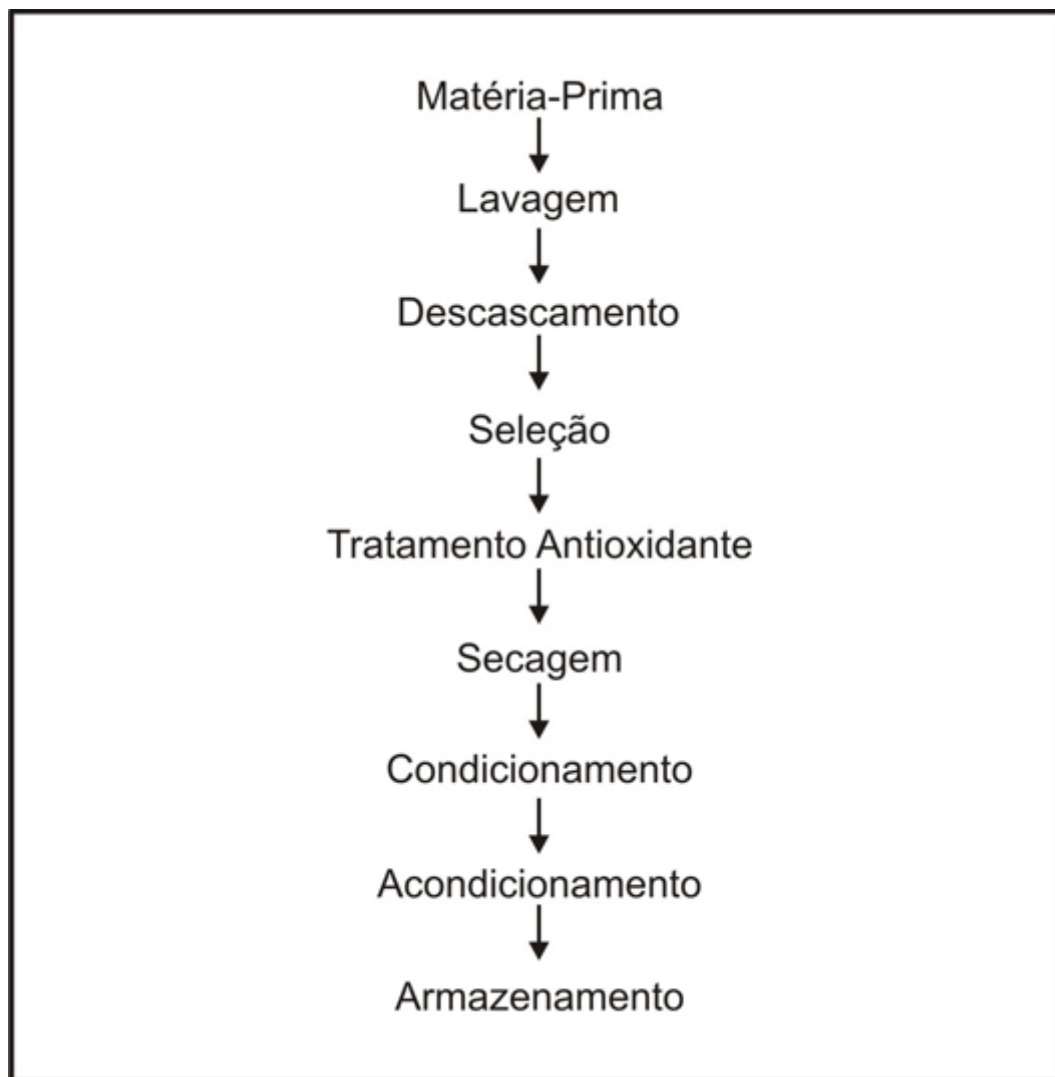 Matéria-Prima
Lavagem
Descascamento
Seleção
Tratamento Antioxidante
Secagem
Condicionamento
Acondicionamento
Armazenamento